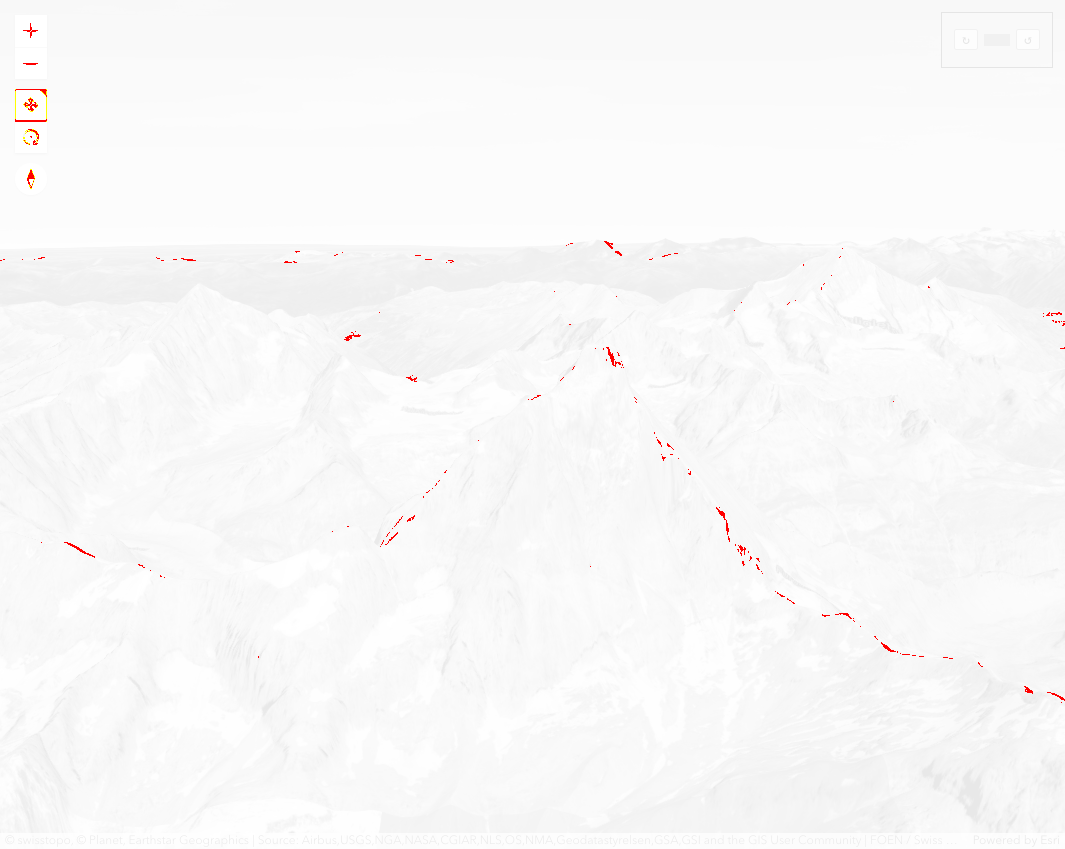 © swisstopo, © Planet, Earthstar Geographics | Source: Airbus,USGS,NGA,NASA,CGIAR,NLS,OS,NMA,Geodatastyrelsen,GSA,GSI and the GIS User Community | FOEN / Swiss... Powered by Esri